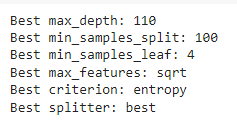 Best max_depth: 110
Best min_samples_split: 100
Best min_samples_leaf: 4
Best max_features: sqrt
Best criterion: entropy
Best splitter: best